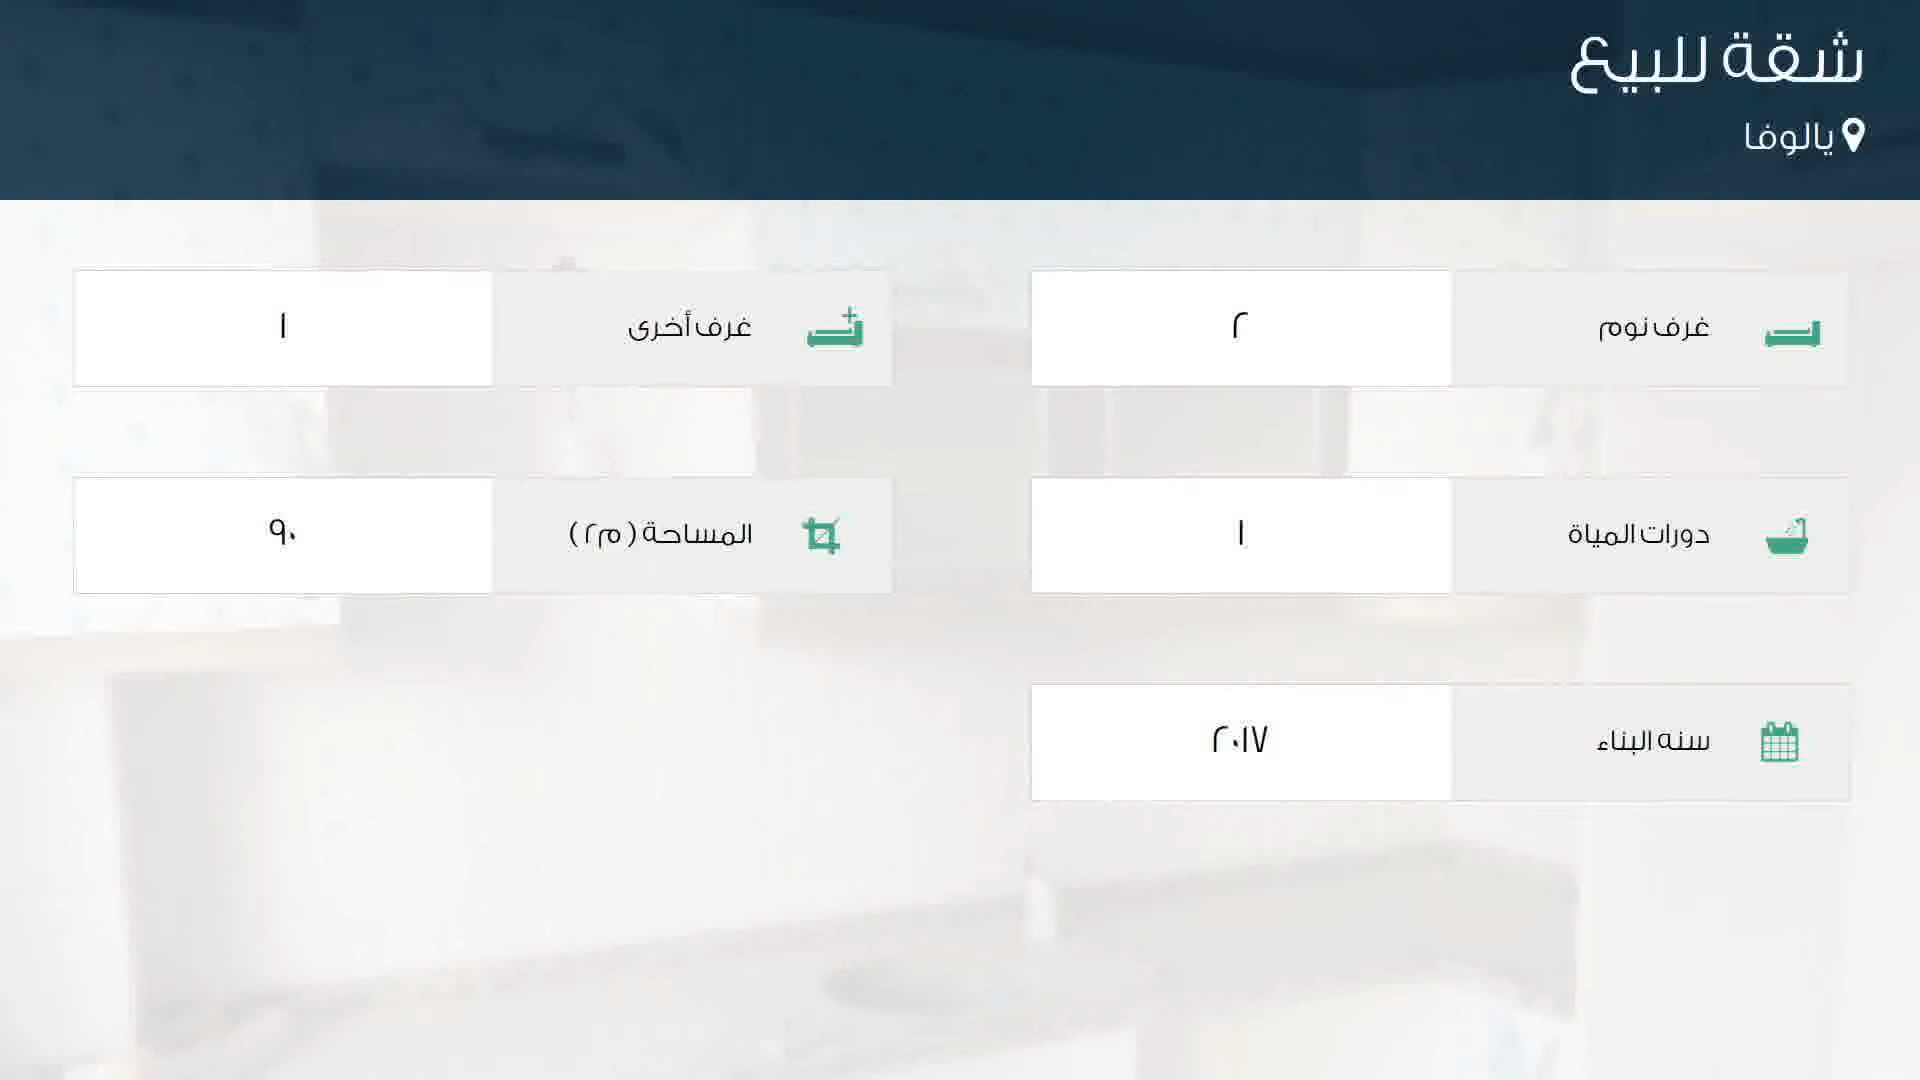 شقة للبيع
يالوفا
غرف نوم ٢
غرف أخرى ١
دورات المياة ١
المساحة ( م٢ ) ٩٠
سنه البناء ٢٠١٧